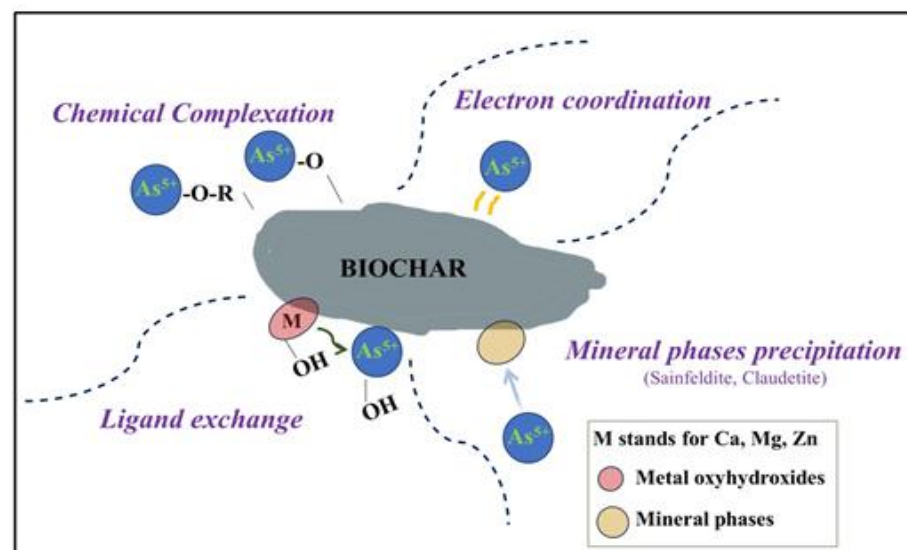 Chemical Complexation
Electron coordination
As⁵⁺-O
As⁵⁺
As⁵⁺-O-R
BIOCHAR
M
OH
As⁵⁺
OH
Ligand exchange
Mineral phases precipitation
(Sainfeldite, Claudetite)
As⁵⁺
M stands for Ca, Mg, Zn
Metal oxyhydroxides
Mineral phases